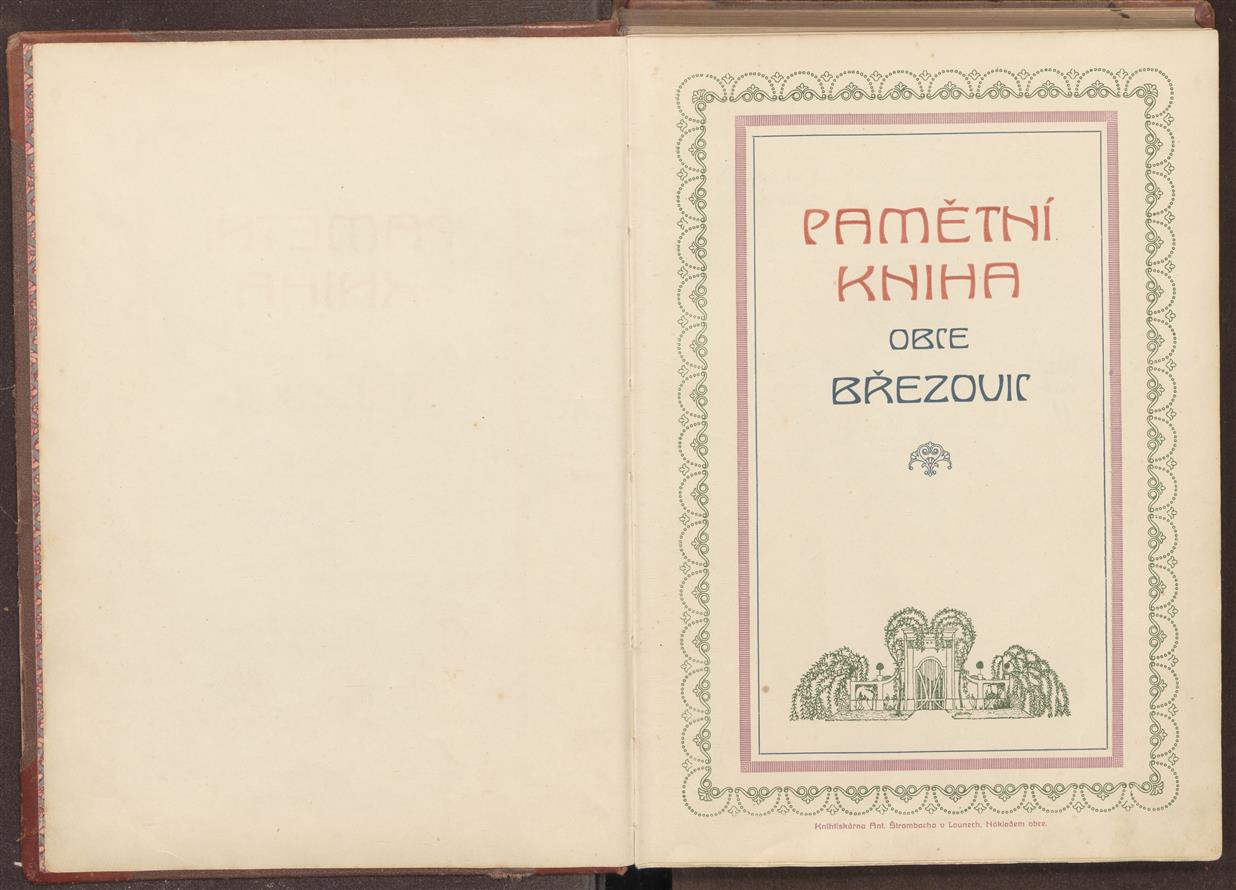 PAMĚTNÍ
KNIHA
OBCE
BŘEZOVIC
Knihtiskárna Ant. Štrombacha v Lounech, Nákladem obce.